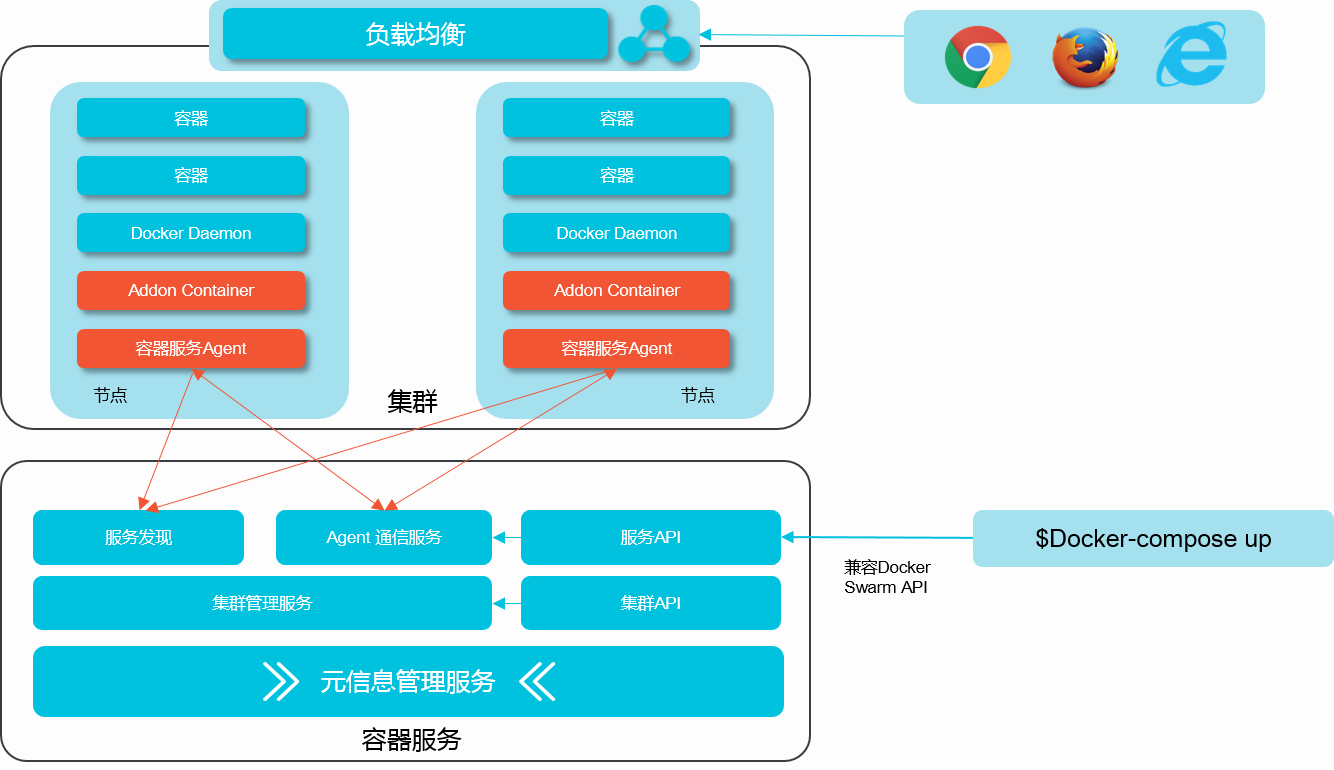 负载均衡
容器
容器
Docker Daemon
Addon Container
容器服务Agent
节点
容器
容器
Docker Daemon
Addon Container
容器服务Agent
节点
集群
服务发现
Agent 通信服务
服务API
$Docker-compose up
兼容Docker
Swarm API
集群管理服务
集群API
元信息管理服务
容器服务